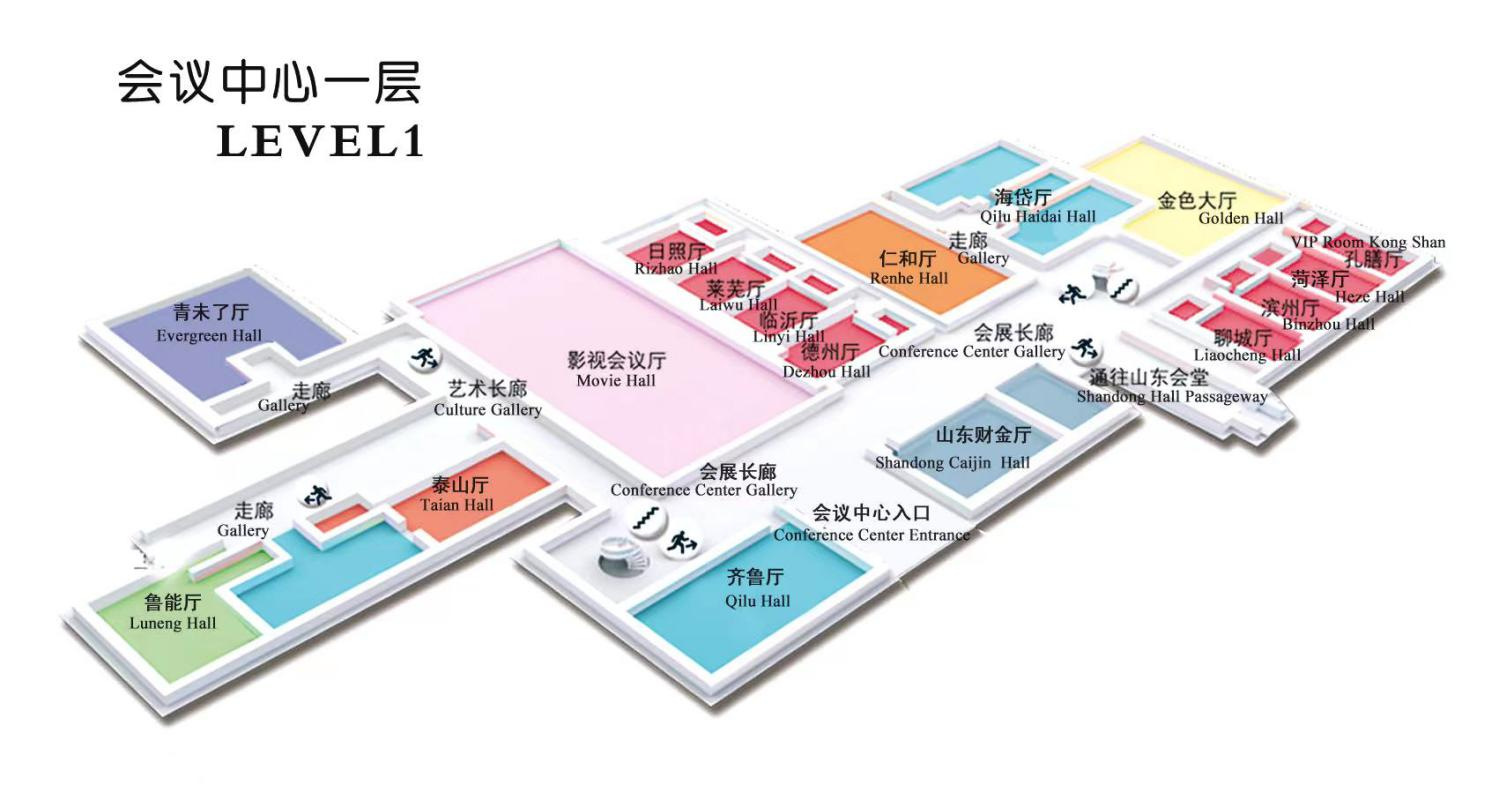 会议中心一层
LEVEL1
海岱厅
Qilu Haidai Hall
金色大厅
Golden Hall
走廊
Gallery
仁和厅
Renhe Hall
VIP Room Kong Shan
孔膳厅
菏泽厅
Heze Hall
滨州厅
Binzhou Hall
聊城厅
Liaocheng Hall
日照厅
Rizhao Hall
莱芜厅
Laiwu Hall
临沂厅
Linyi Hall
德州厅
Dezhou Hall
会展长廊
Conference Center Gallery
通往山东会堂
Shandong Hall Passageway
青未了厅
Evergreen Hall
走廊
Gallery
艺术长廊
Culture Gallery
影视会议厅
Movie Hall
山东财金厅
Shandong Caijin Hall
会展长廊
Conference Center Gallery
会议中心入口
Conference Center Entrance
泰山厅
Taian Hall
走廊
Gallery
齐鲁厅
Qilu Hall
鲁能厅
Luneng Hall